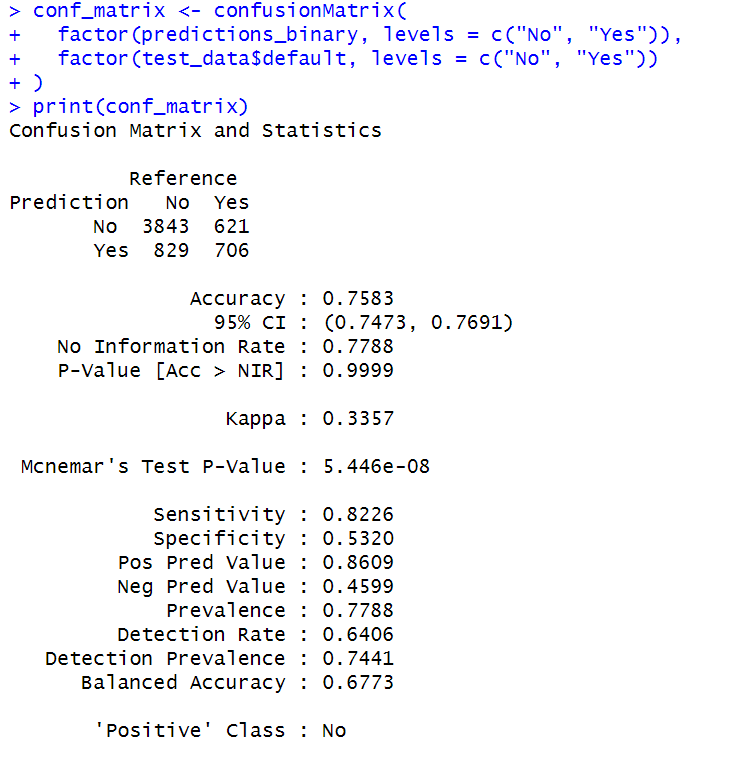 > conf_matrix <- confusionMatrix(
+   factor(predictions_binary, levels = c("No", "Yes")),
+   factor(test_data$default, levels = c("No", "Yes"))
+ )
> print(conf_matrix)
Confusion Matrix and Statistics

          Reference
Prediction   No  Yes
       No  3843  621
       Yes  829  706

               Accuracy : 0.7583
                 95% CI : (0.7473, 0.7691)
    No Information Rate : 0.7788
    P-Value [Acc > NIR] : 0.9999

                  Kappa : 0.3357

 Mcnemar's Test P-Value : 5.446e-08

            Sensitivity : 0.8226
            Specificity : 0.5320
         Pos Pred Value : 0.8609
         Neg Pred Value : 0.4599
             Prevalence : 0.7788
         Detection Rate : 0.6406
   Detection Prevalence : 0.7441
      Balanced Accuracy : 0.6773

       'Positive' Class : No